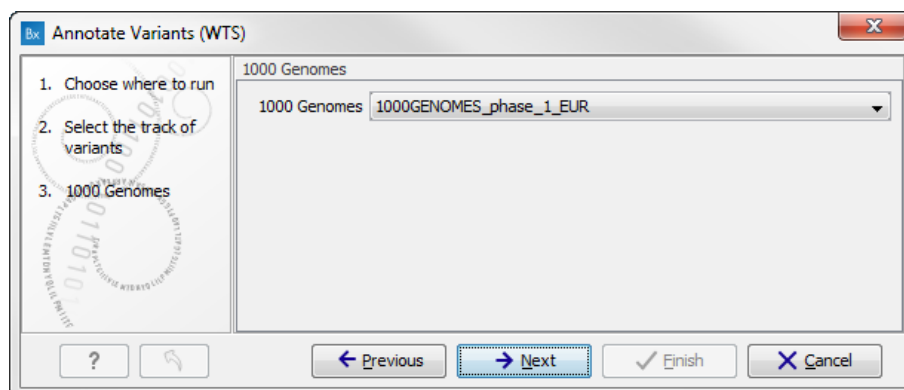 Bx Annotate Variants (WTS)
1. Choose where to run
2. Select the track of
variants
3. 1000 Genomes
1000 Genomes
1000 Genomes 1000GENOMES_phase_1_EUR
? Previous Next Finish Cancel